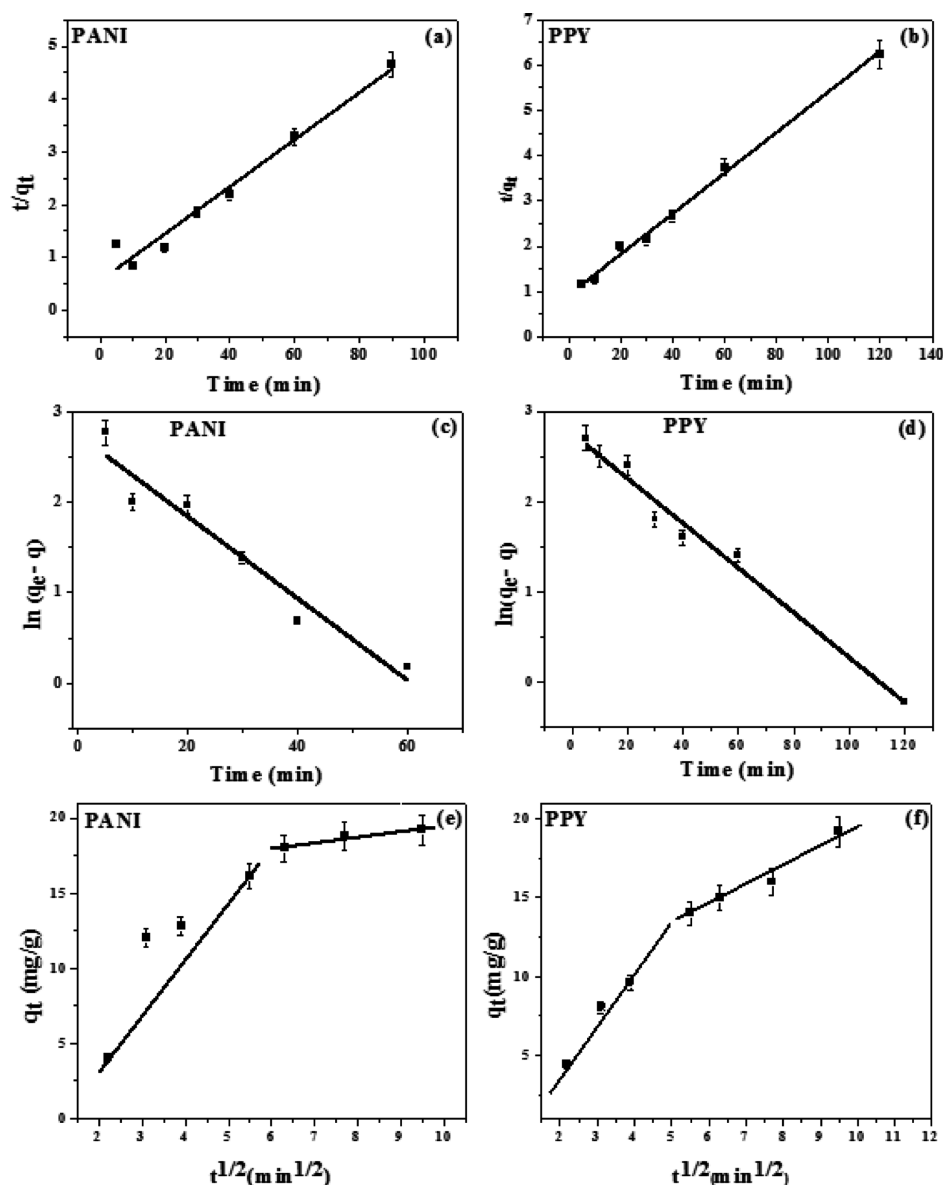 PANI (a)
5
4
3
2
1
0
t/qt
0 20 40 60 80 100
Time (min)
PPY (b)
7
6
5
4
3
2
1
0
t/qt
0 20 40 60 80 100 120 140
Time (min)
PANI (c)
3
2
1
0
ln (qe- q)
0 20 40 60
Time (min)
PPY (d)
3
2
1
0
ln(qe- q)
0 20 40 60 80 100 120
Time (min)
PANI (e)
20
15
10
5
0
qt (mg/g)
2 3 4 5 6 7 8 9 10
t1/2(min1/2)
PPY (f)
20
15
10
5
qt(mg/g)
2 3 4 5 6 7 8 9 10 11 12
t1/2(min1/2)